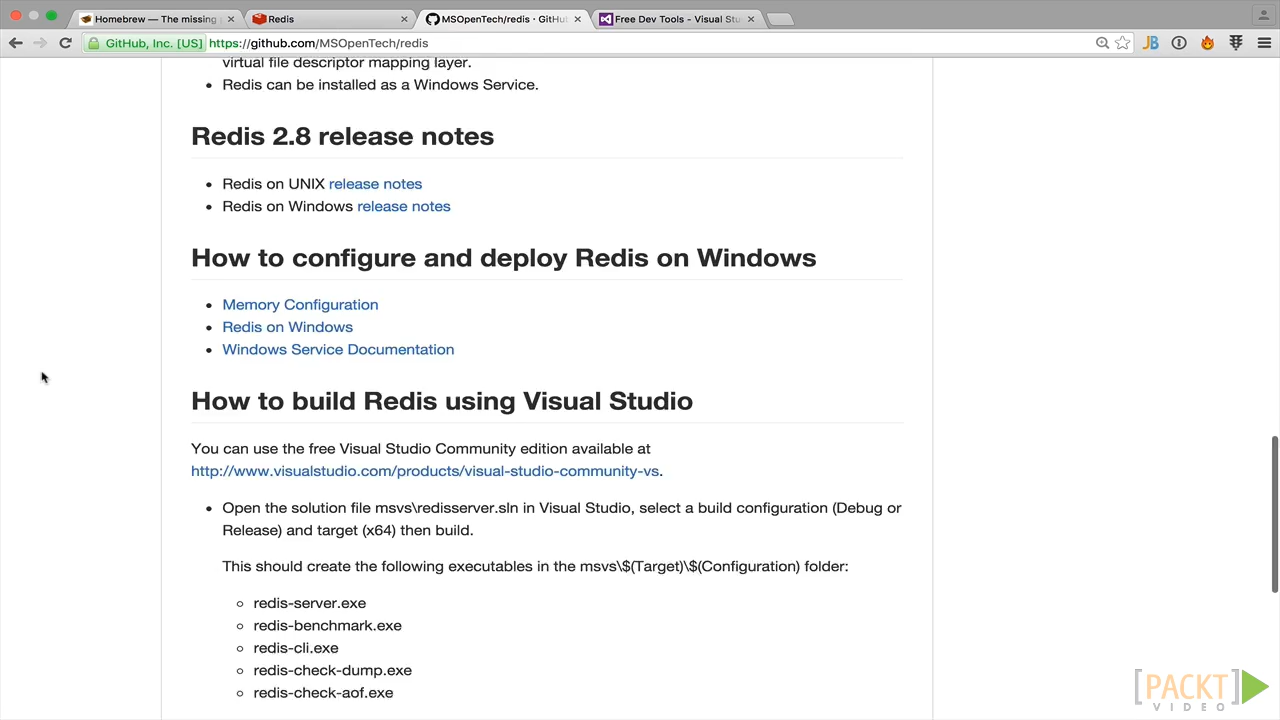 Homebrew — The missing
Redis
MSOpenTech/redis · GitHub
Free Dev Tools - Visual Stu
GitHub, Inc. [US]
https://github.com/MSOpenTech/redis
JB
virtual file descriptor mapping layer.
• Redis can be installed as a Windows Service.
Redis 2.8 release notes
• Redis on UNIX release notes
• Redis on Windows release notes
How to configure and deploy Redis on Windows
• Memory Configuration
• Redis on Windows
• Windows Service Documentation
How to build Redis using Visual Studio
You can use the free Visual Studio Community edition available at
http://www.visualstudio.com/products/visual-studio-community-vs.
• Open the solution file msvs\redisserver.sln in Visual Studio, select a build configuration (Debug or
Release) and target (x64) then build.
This should create the following executables in the msvs\$(Target)\$(Configuration) folder:
◦ redis-server.exe
◦ redis-benchmark.exe
◦ redis-cli.exe
◦ redis-check-dump.exe
◦ redis-check-aof.exe
[PACKT]
VIDEO